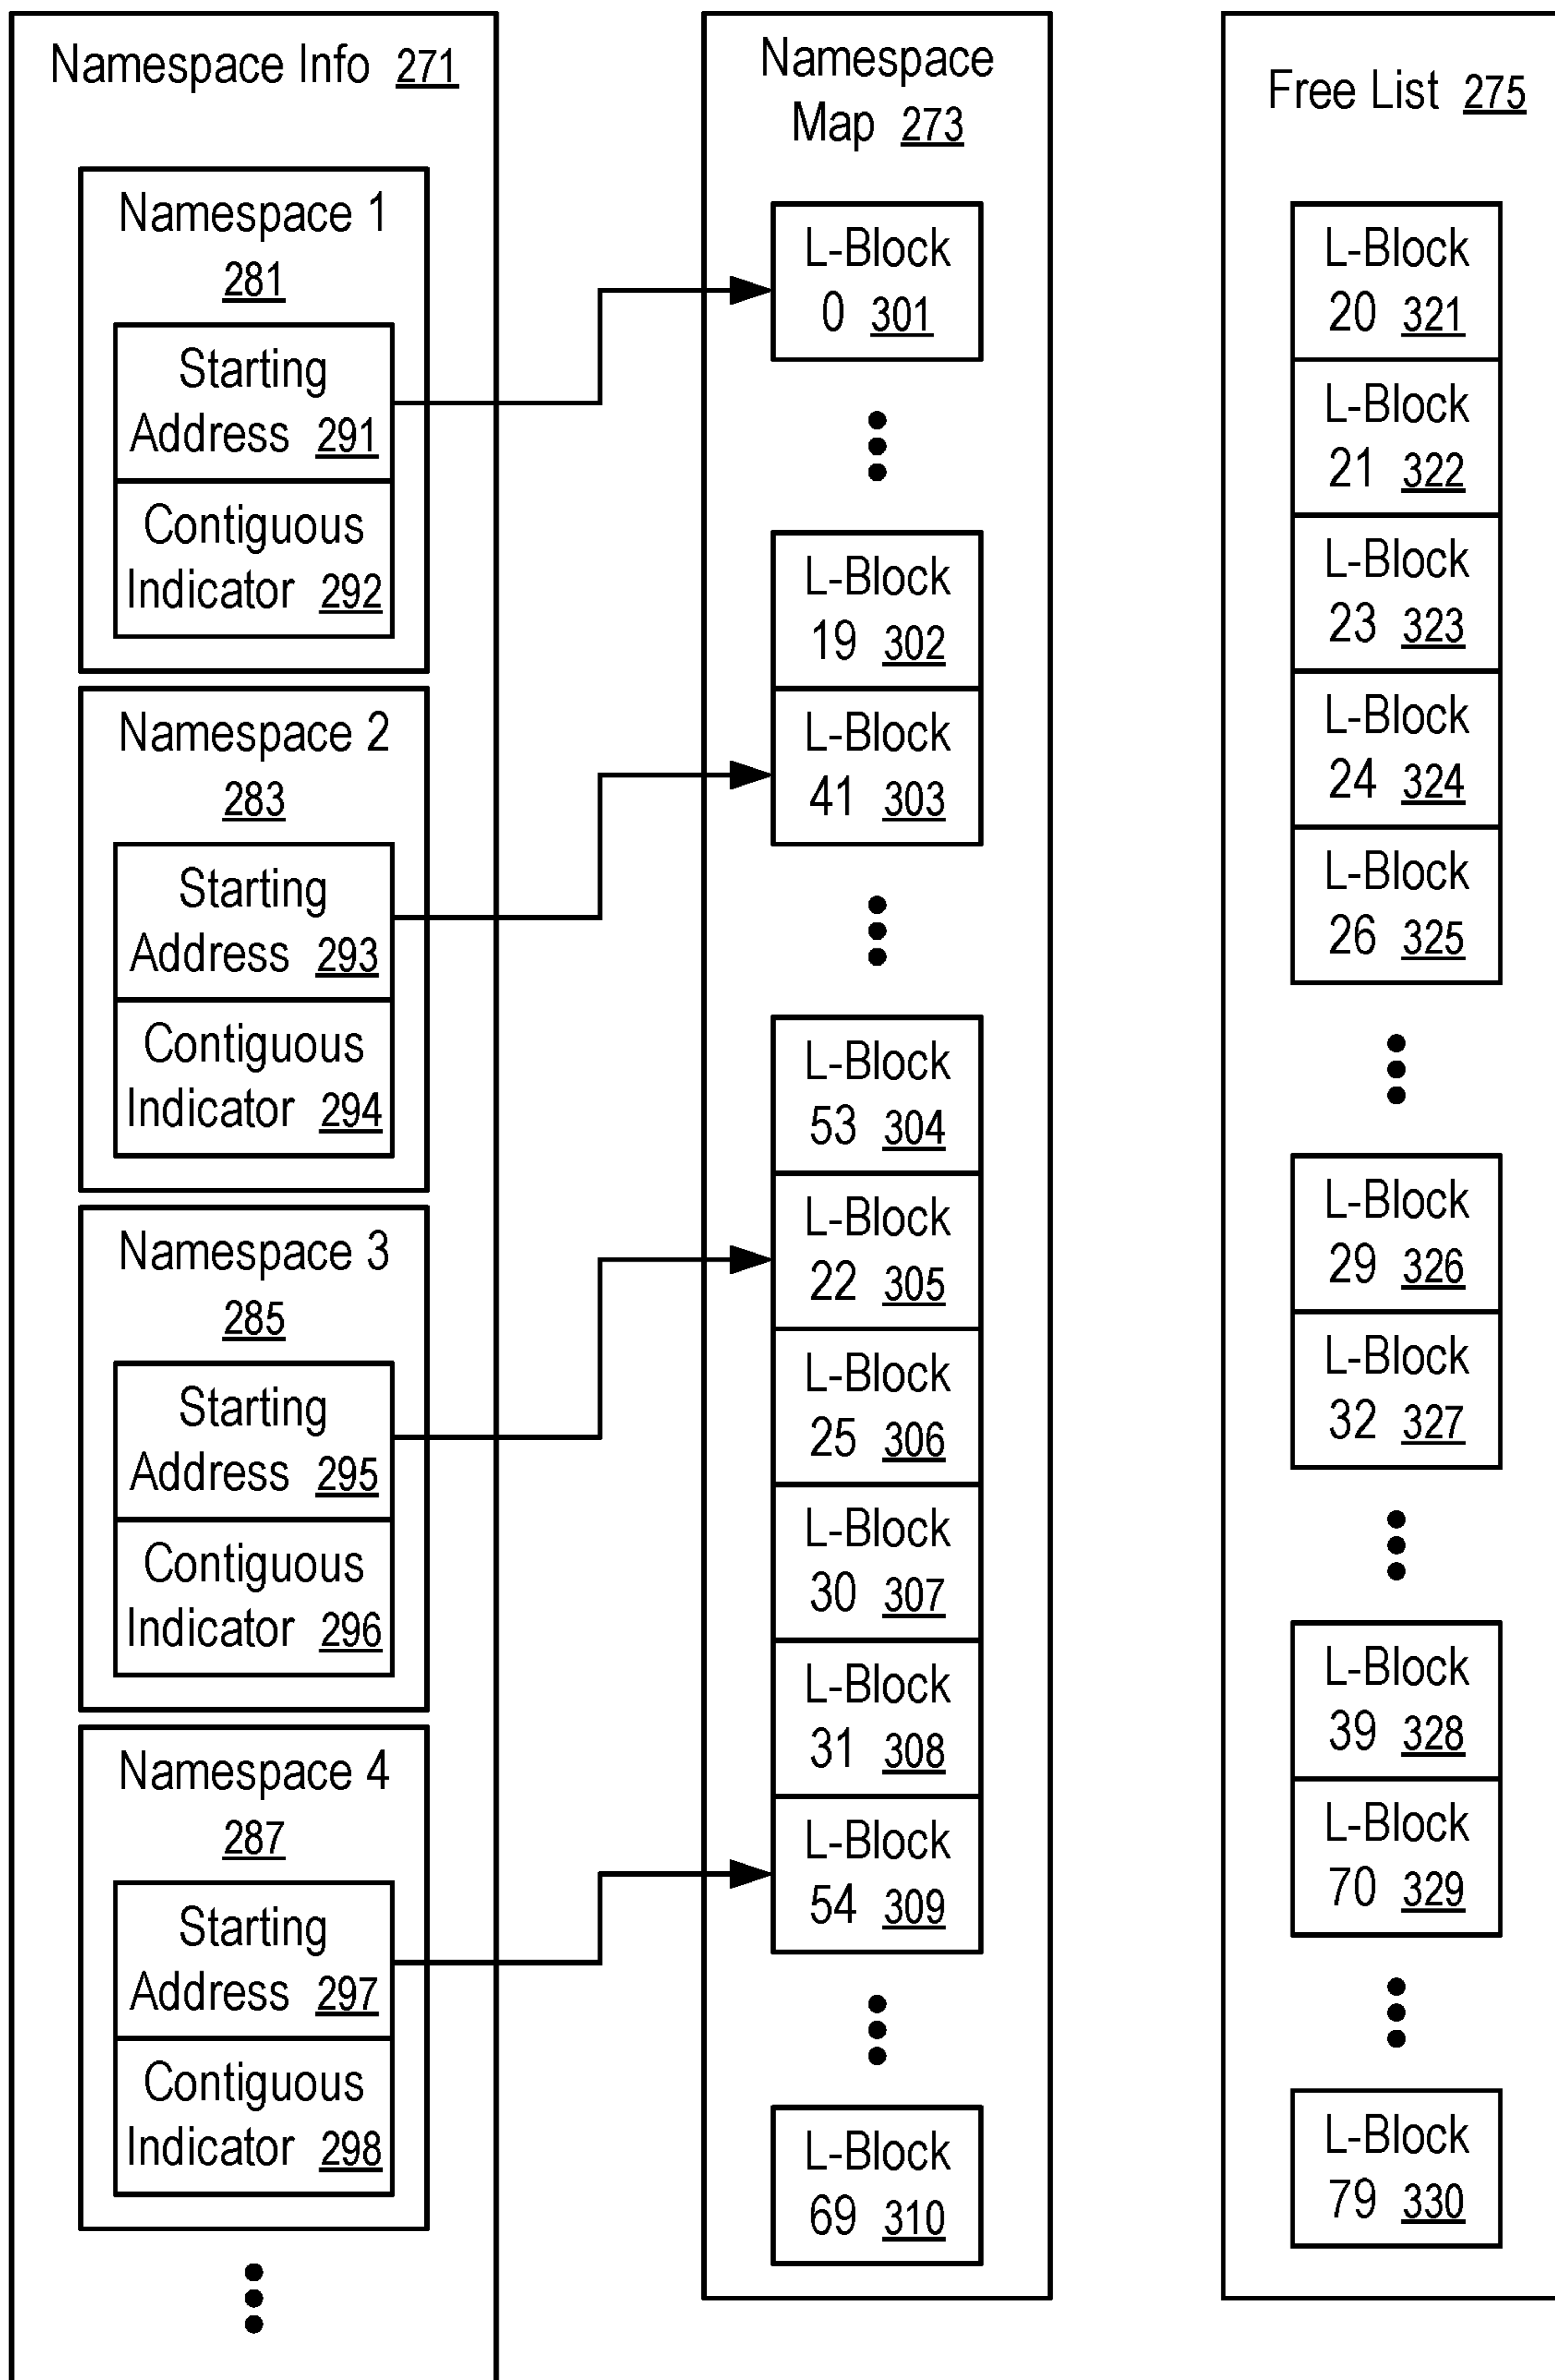 Namespace Info 271
Namespace 1
281
Starting
Address 291
Contiguous
Indicator 292
Namespace 2
283
Starting
Address 293
Contiguous
Indicator 294
Namespace 3
285
Starting
Address 295
Contiguous
Indicator 296
Namespace 4
287
Starting
Address 297
Contiguous
Indicator 298
Namespace
Map 273
L-Block
0 301
L-Block
19 302
L-Block
41 303
L-Block
53 304
L-Block
22 305
L-Block
25 306
L-Block
30 307
L-Block
31 308
L-Block
54 309
L-Block
69 310
Free List 275
L-Block
20 321
L-Block
21 322
L-Block
23 323
L-Block
24 324
L-Block
26 325
L-Block
29 326
L-Block
32 327
L-Block
39 328
L-Block
70 329
L-Block
79 330